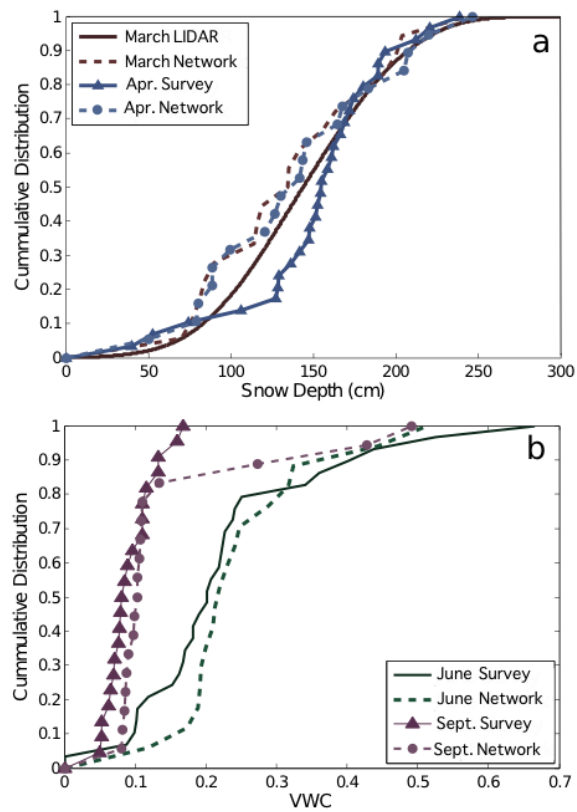 a
March LIDAR
March Network
Apr. Survey
Apr. Network
1
0.9
0.8
0.7
0.6
0.5
0.4
0.3
0.2
0.1
0
Cummulative Distribution
0 50 100 150 200 250 300
Snow Depth (cm)
b
1
0.9
0.8
0.7
0.6
0.5
0.4
0.3
0.2
0.1
0
Cummulative Distribution
June Survey
June Network
Sept. Survey
Sept. Network
0 0.1 0.2 0.3 0.4 0.5 0.6 0.7
VWC